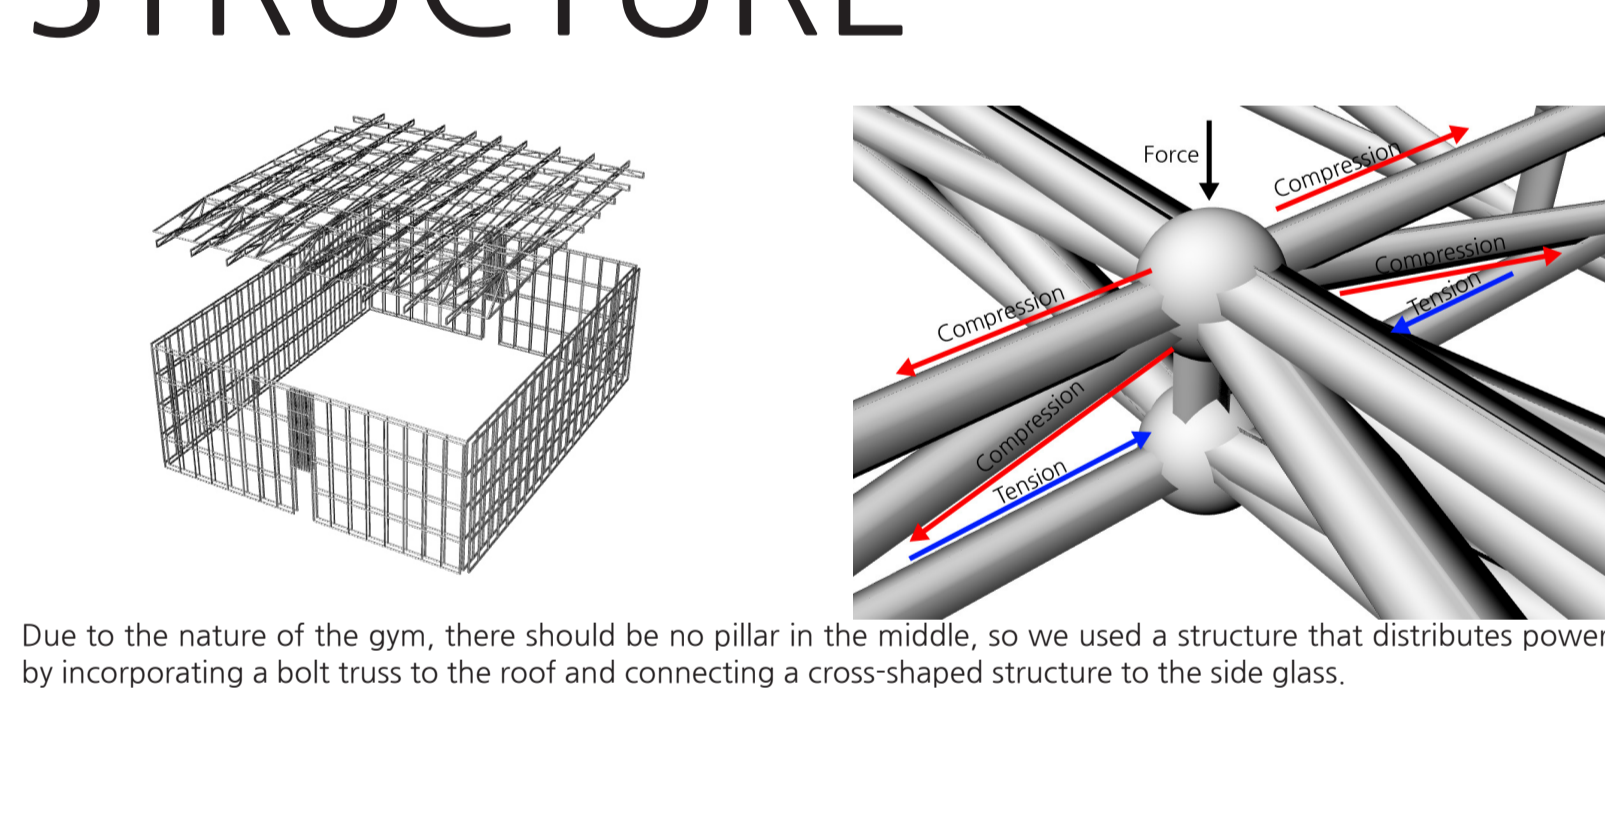 STRUCTURE
Force
Compression
Compression
Tension
Compression
Compression
Tension
Due to the nature of the gym, there should be no pillar in the middle, so we used a structure that distributes power
by incorporating a bolt truss to the roof and connecting a cross-shaped structure to the side glass.